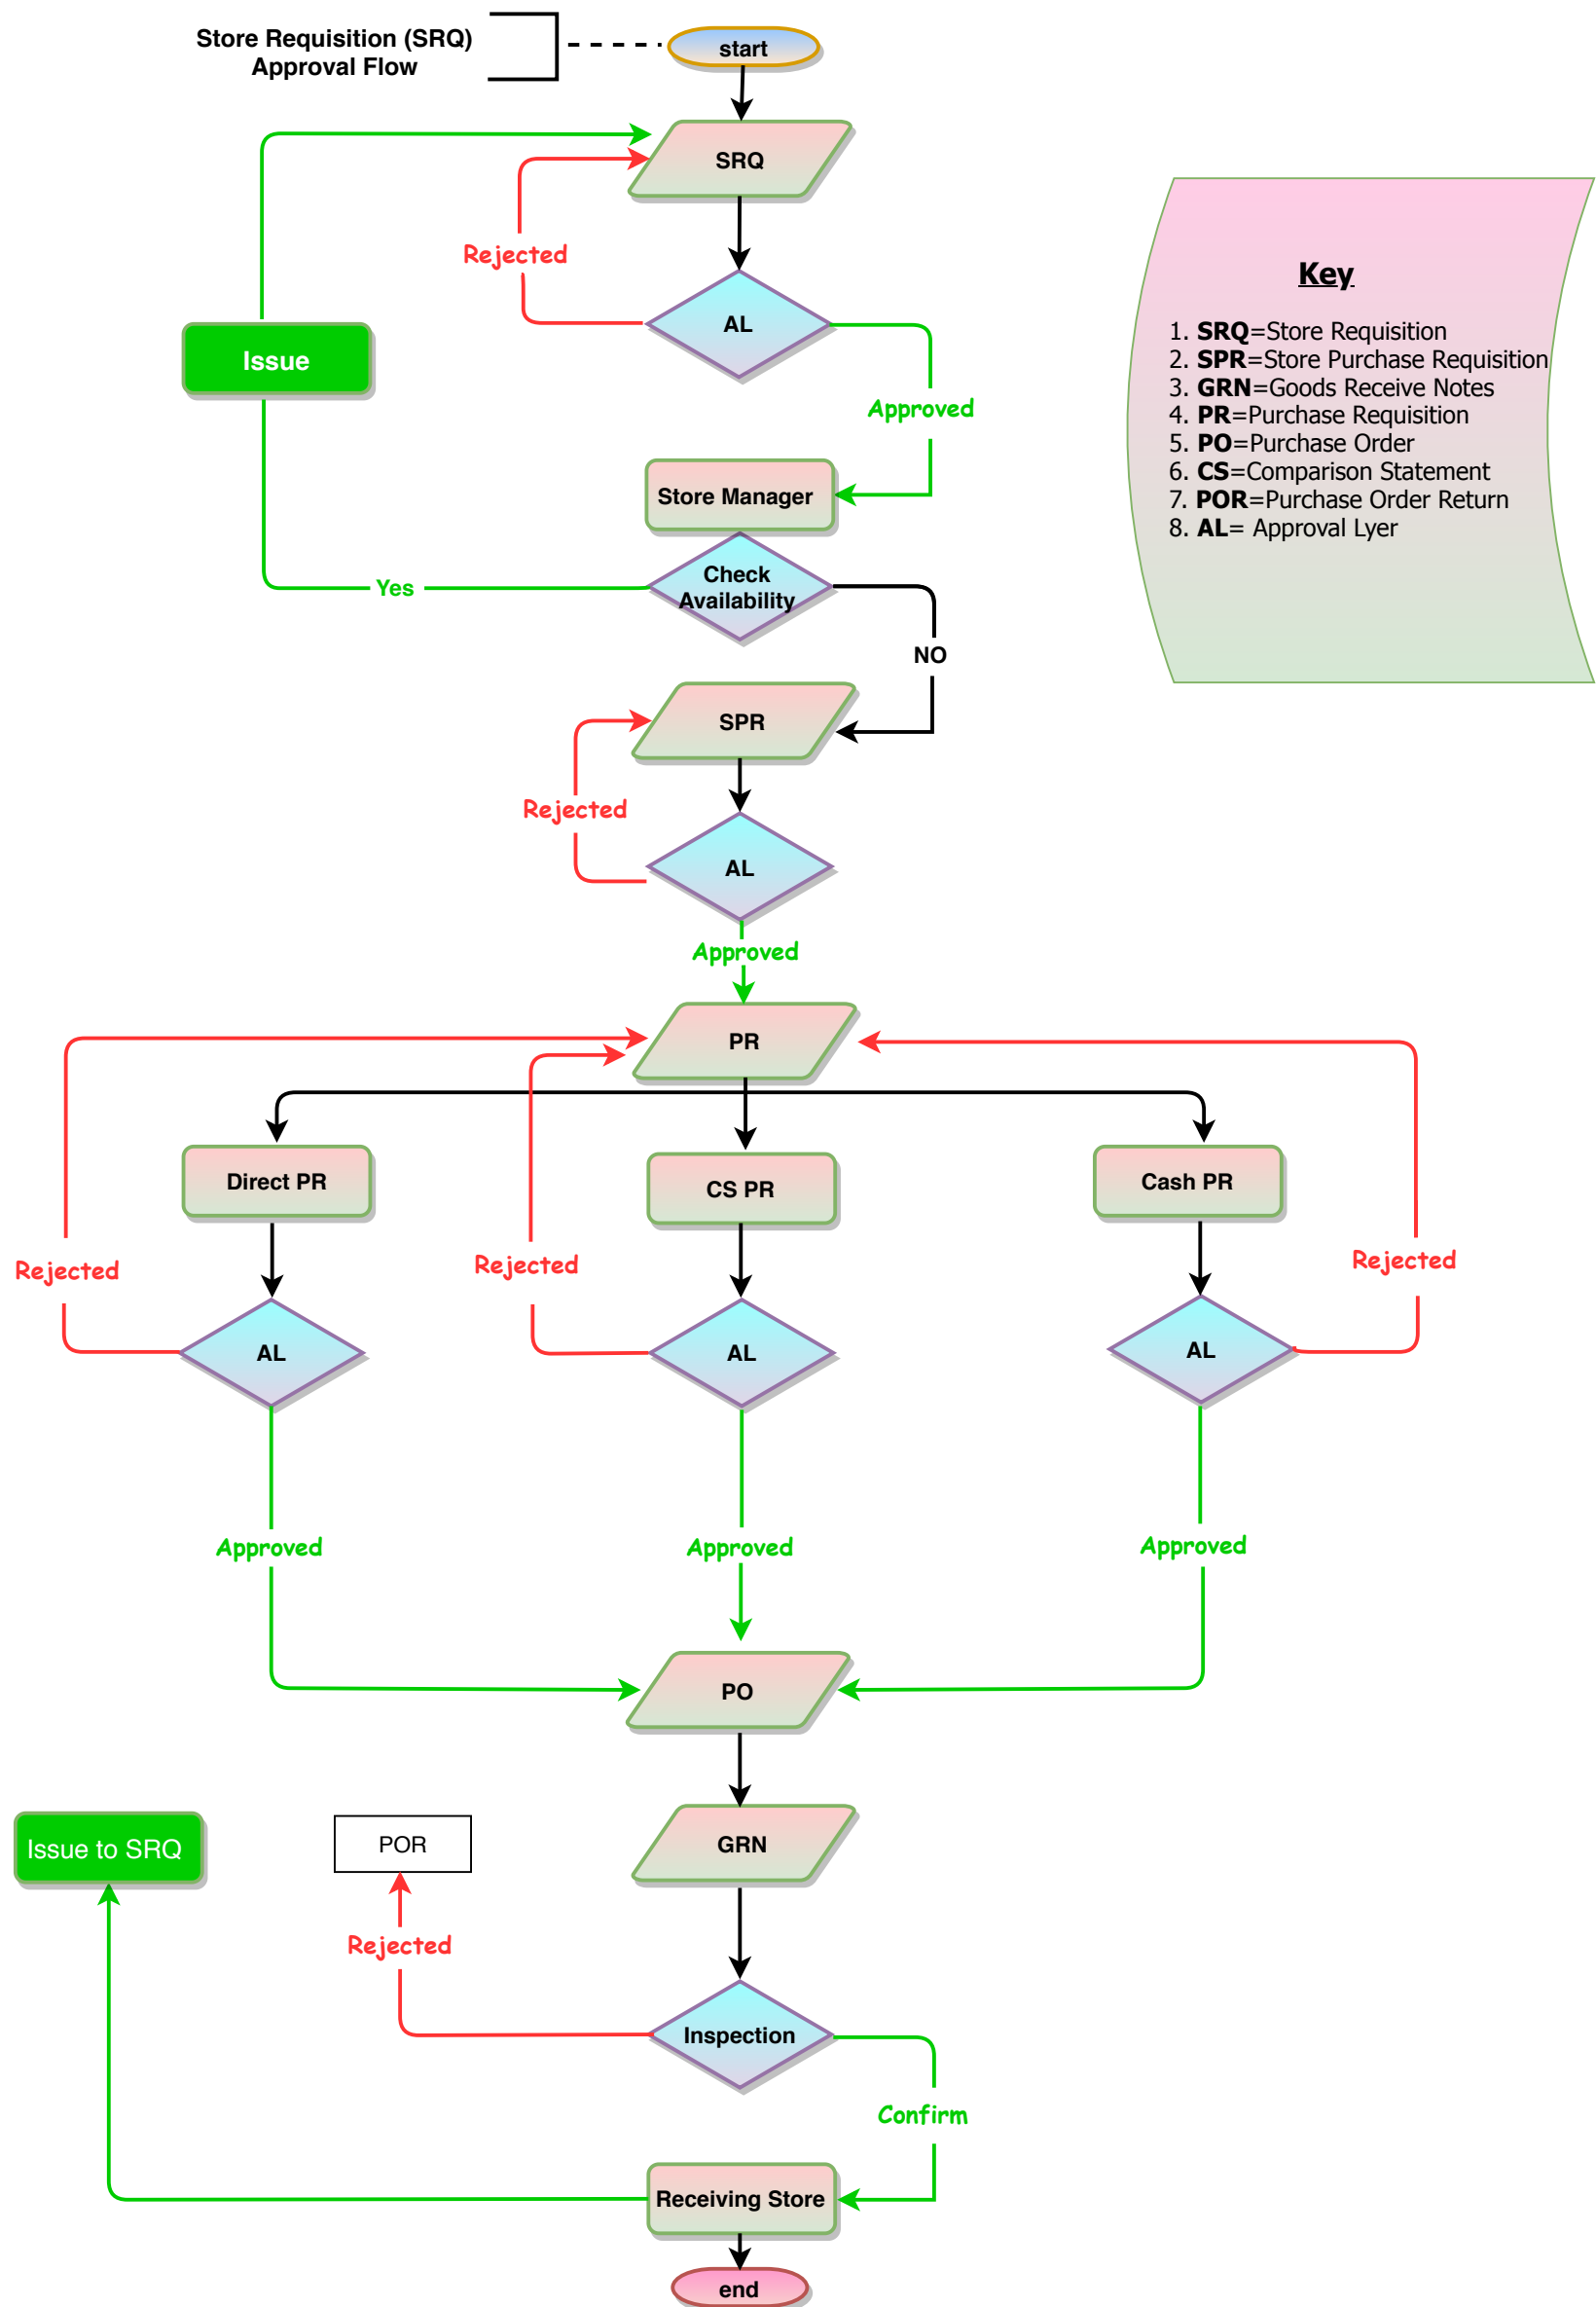 Store Requisition (SRQ)
Approval Flow
start
SRQ
Rejected
AL
Approved
Issue
Store Manager
Check
Availability
Yes
NO
SPR
Rejected
AL
Approved
PR
Direct PR
CS PR
Cash PR
Rejected
Rejected
Rejected
AL
AL
AL
Approved
Approved
Approved
PO
Issue to SRQ
POR
GRN
Rejected
Inspection
Confirm
Receiving Store
end
Key
1. SRQ=Store Requisition
2. SPR=Store Purchase Requisition
3. GRN=Goods Receive Notes
4. PR=Purchase Requisition
5. PO=Purchase Order
6. CS=Comparison Statement
7. POR=Purchase Order Return
8. AL= Approval Lyer